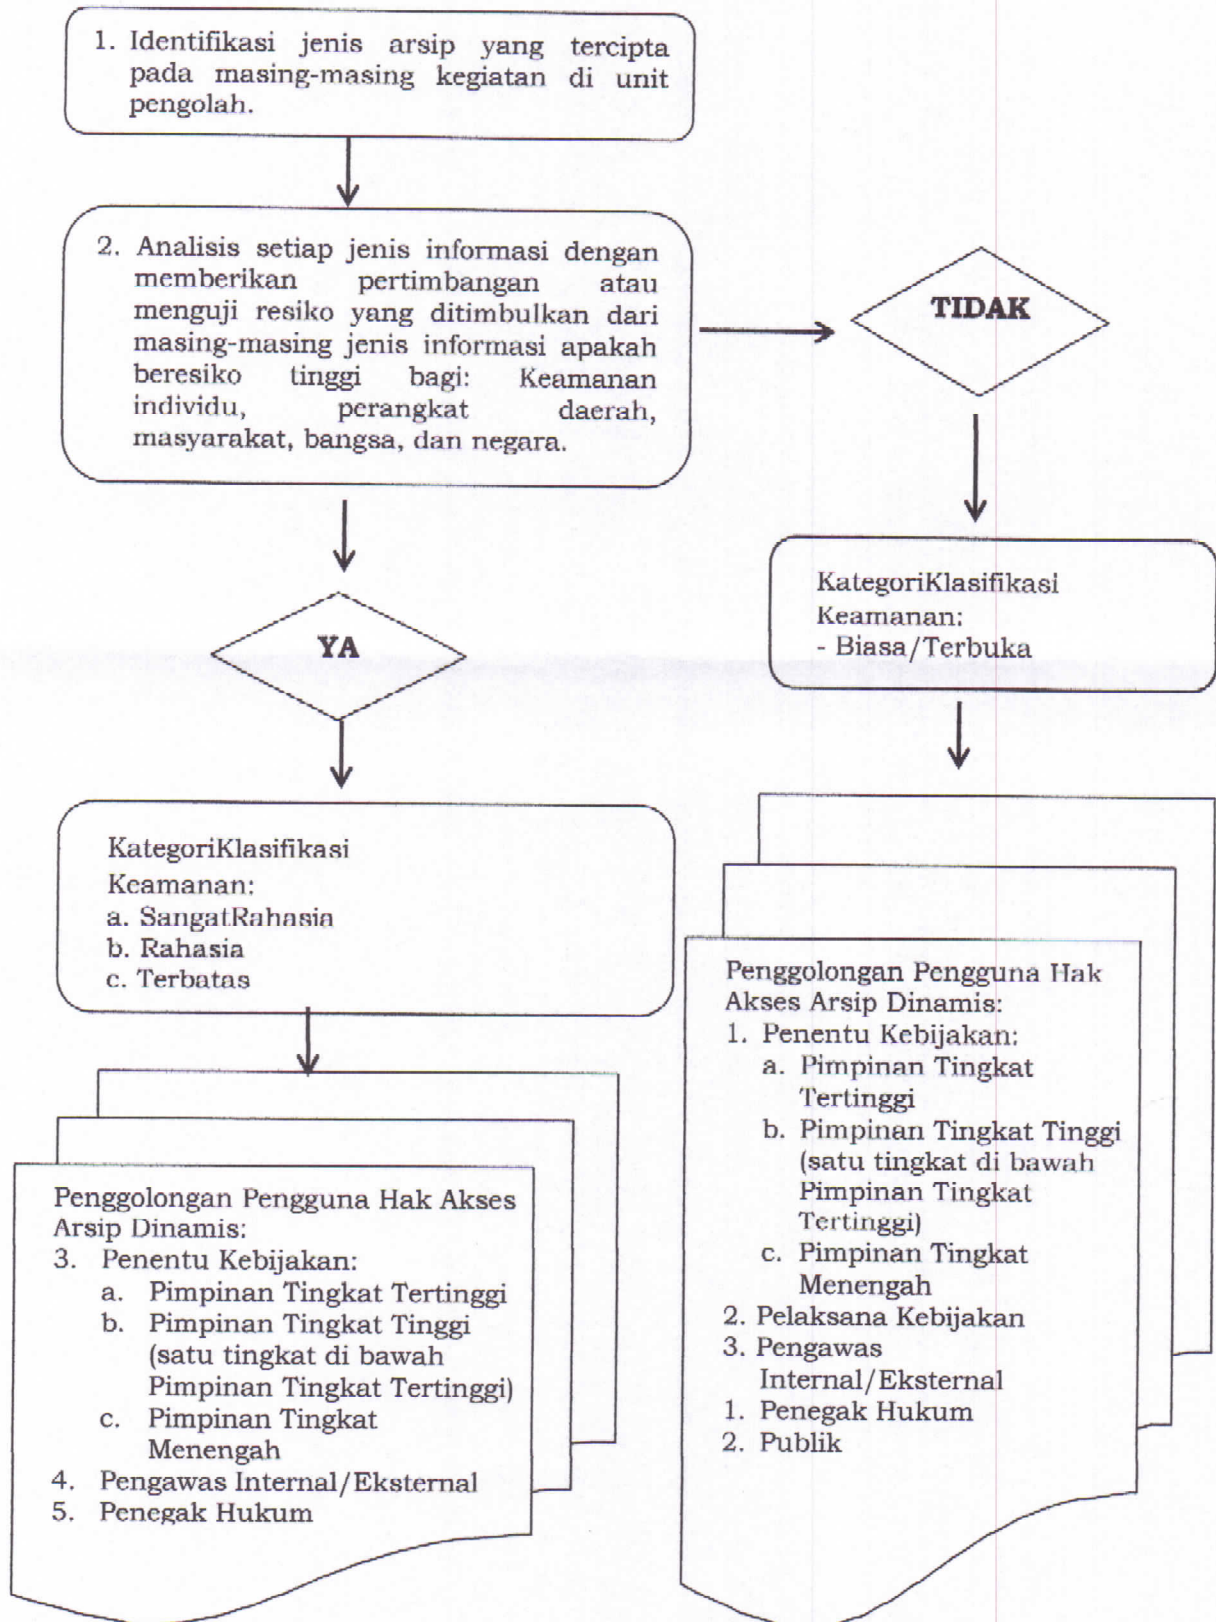 1. Identifikasi jenis arsip yang tercipta
pada masing-masing kegiatan di unit
pengolah.
2. Analisis setiap jenis informasi dengan
memberikan pertimbangan atau
menguji resiko yang ditimbulkan dari
masing-masing jenis informasi apakah
beresiko tinggi bagi: Keamanan
individu, perangkat daerah,
masyarakat, bangsa, dan negara.
TIDAK
YA
KategoriKlasifikasi
Keamanan:
- Biasa/Terbuka
KategoriKlasifikasi
Keamanan:
a. SangatRahasia
b. Rahasia
c. Terbatas
Penggolongan Pengguna Hak
Akses Arsip Dinamis:
1. Penentu Kebijakan:
a. Pimpinan Tingkat
Tertinggi
b. Pimpinan Tingkat Tinggi
(satu tingkat di bawah
Pimpinan Tingkat
Tertinggi)
c. Pimpinan Tingkat
Menengah
2. Pelaksana Kebijakan
3. Pengawas
Internal/Eksternal
1. Penegak Hukum
2. Publik
Penggolongan Pengguna Hak Akses
Arsip Dinamis:
3. Penentu Kebijakan:
a. Pimpinan Tingkat Tertinggi
b. Pimpinan Tingkat Tinggi
(satu tingkat di bawah
Pimpinan Tingkat Tertinggi)
c. Pimpinan Tingkat
Menengah
4. Pengawas Internal/Eksternal
5. Penegak Hukum